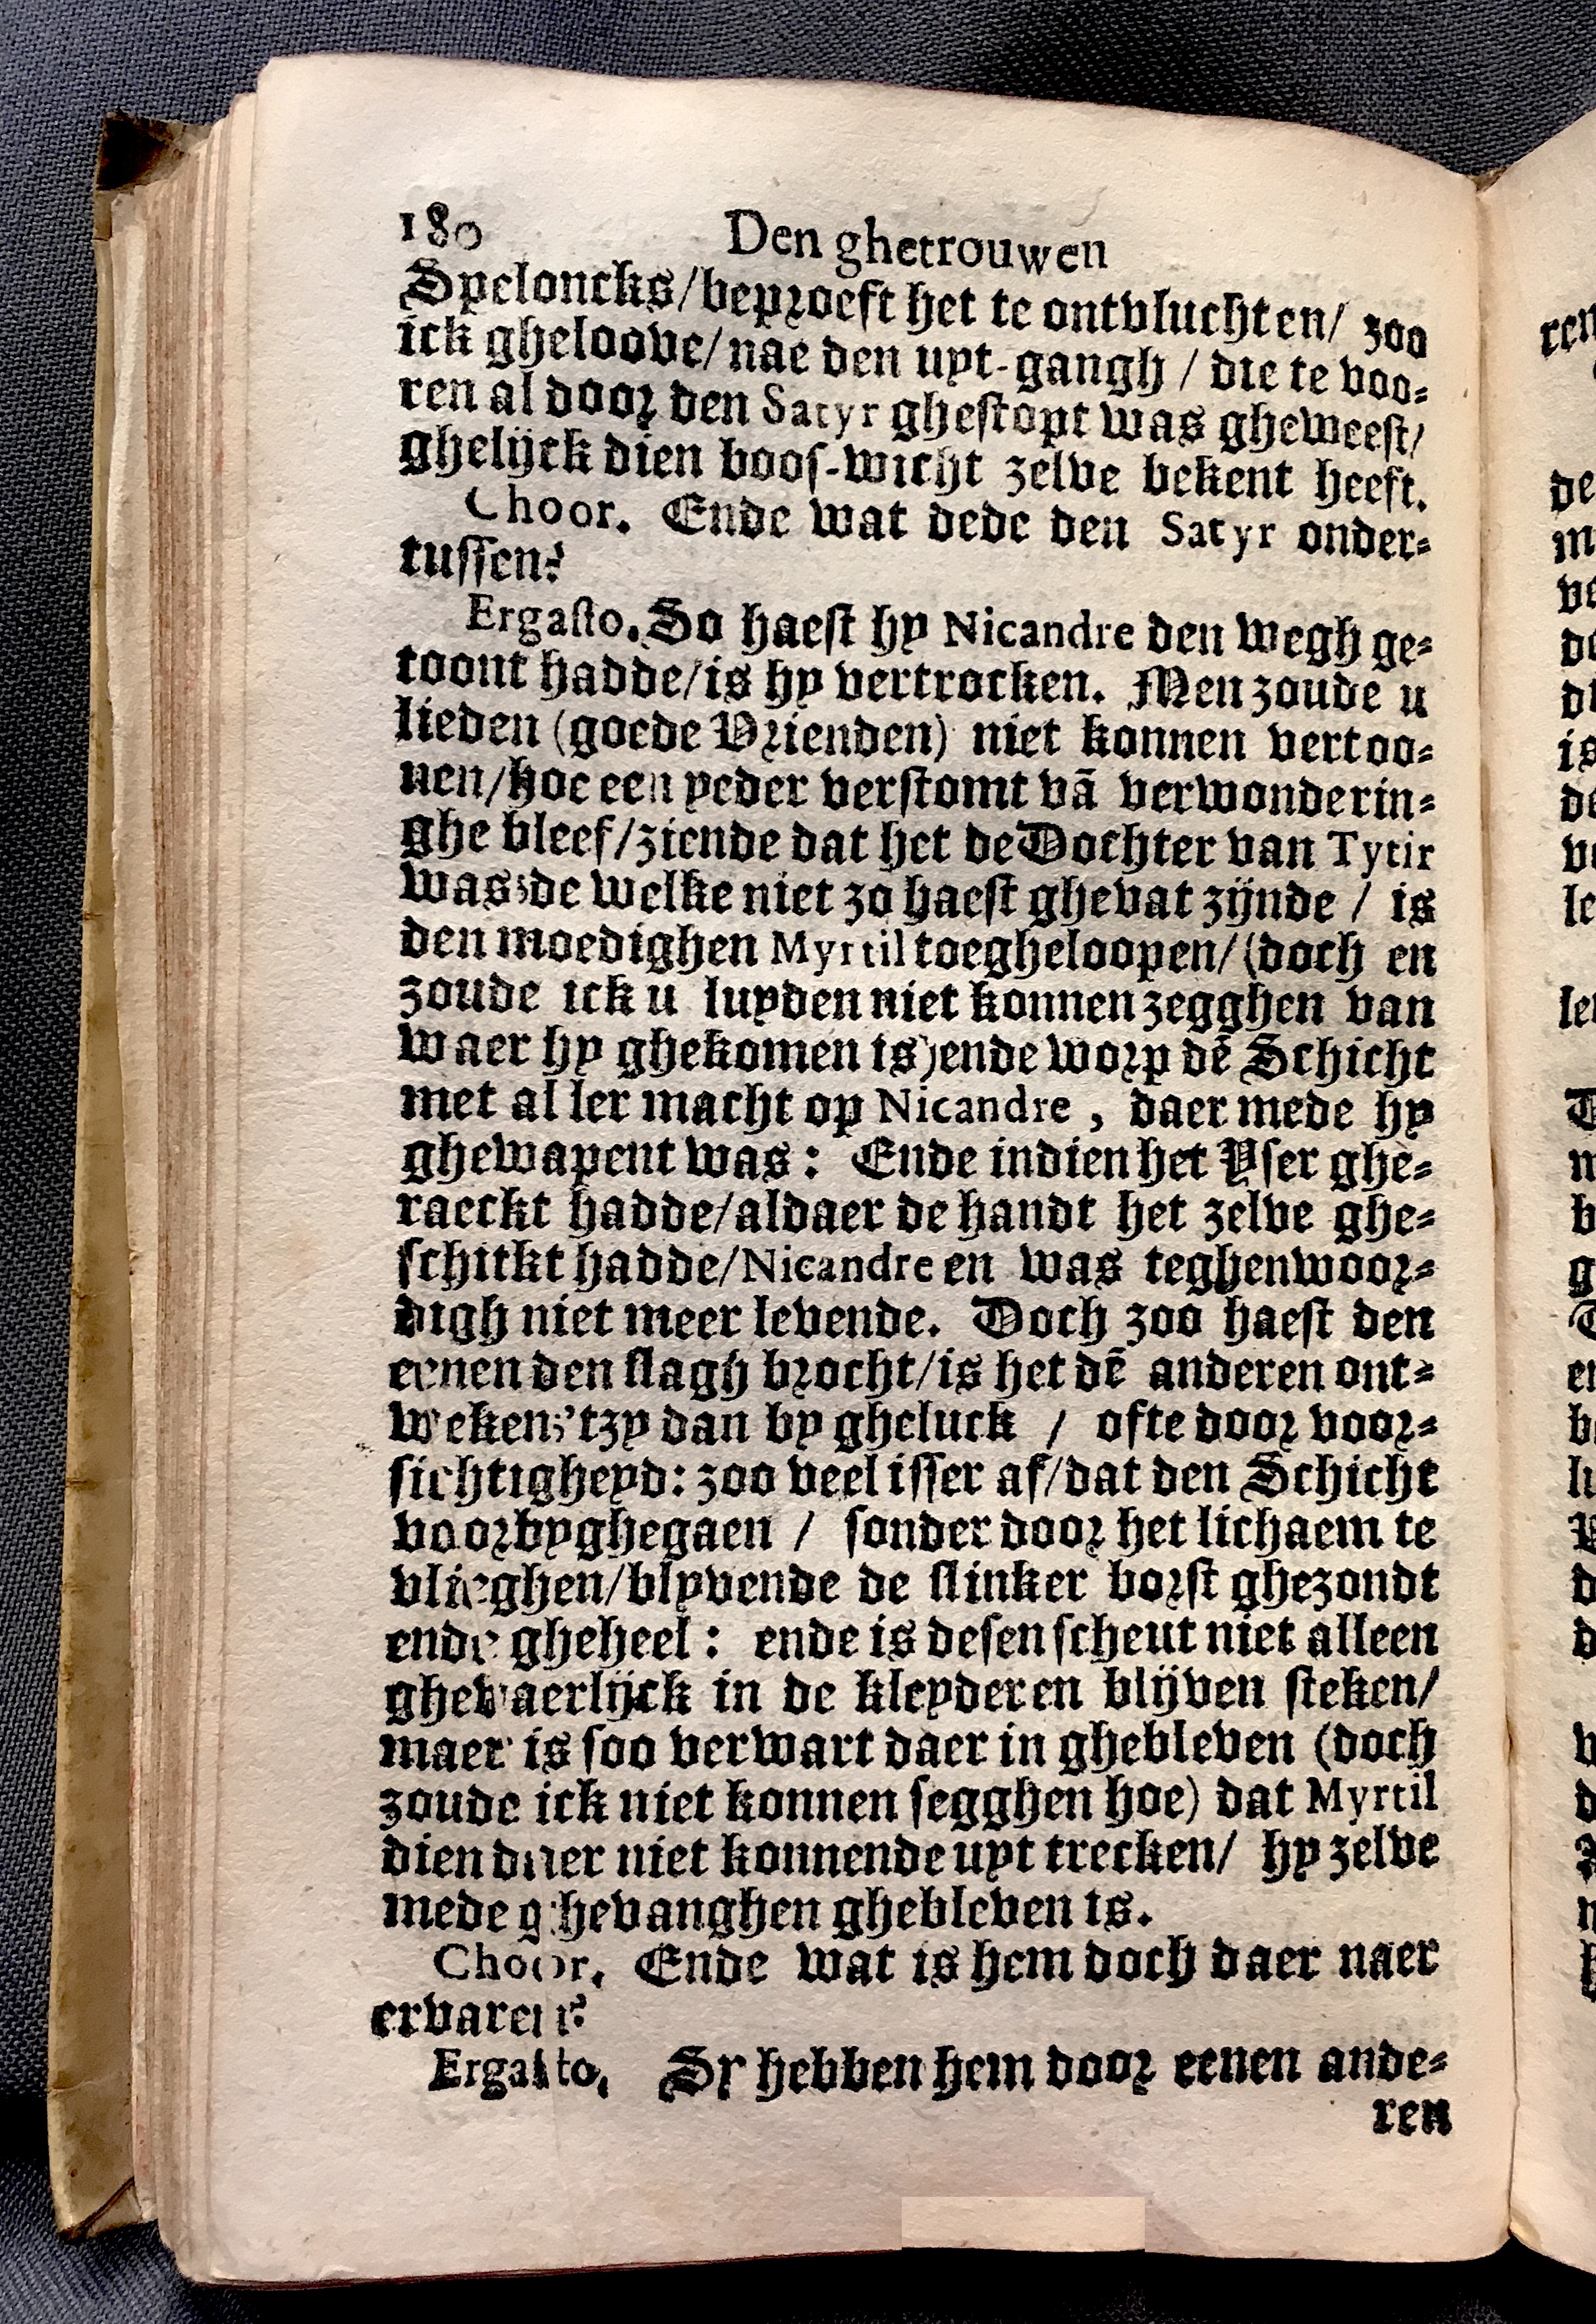 180 Den ghetrouwen
Speloncks/beproeft het te ontvluchten/ zoo
ick gheloove/nae den uyt-gangh / die te voo-
ren al door den Satyr ghestopt was gheweest/
ghelijck dien boos-wicht zelve bekent heeft.
Choor. Ende wat dede den Satyr onder-
tussen?
Ergasto. So haest hy Nicandre den wegh ge-
toont hadde/is hy vertrocken. Men zoude u
lieden (goede Vrienden) niet konnen vertoo-
nen/hoe een yeder verstomt vã verwonderin-
ghe bleef/ziende dat het de Dochter van Tytir
was; de welke niet zo haest ghevat zijnde / is
den moedighen Myrtil toegheloopen/(doch en
zoude ick u luyden niet konnen zegghen van
waer hy ghekomen is) ende worp dẽ Schicht
met aller macht op Nicandre, daer mede hy
ghewapent was: Ende indien het Yser ghe-
raeckt hadde/aldaer de handt het zelve ghe-
schikt hadde/Nicandre en was teghenwoor-
digh niet meer levende. Doch zoo haest den
eenen den slagh brocht/is het dẽ anderen ont-
weken; 'tzy dan by gheluck / ofte door voor-
sichtigheyd: zoo veel isser af/dat den Schicht
voorbyghegaen / sonder door het lichaem te
vlieghen/blyvende de slinker borst ghezondt
ende gheheel: ende is desen scheut niet alleen
ghewaerlijck in de kleyderen blijven steken/
maer is soo verwart daer in ghebleven (doch
zoude ick niet konnen segghen hoe) dat Myrtil
dien daer niet konnende uyt trecken/ hy zelve
mede ghevanghen ghebleven is.
Choor. Ende wat is hem doch daer naer
ervaren?
Ergasto. Sy hebben hem door eenen ande-
ren